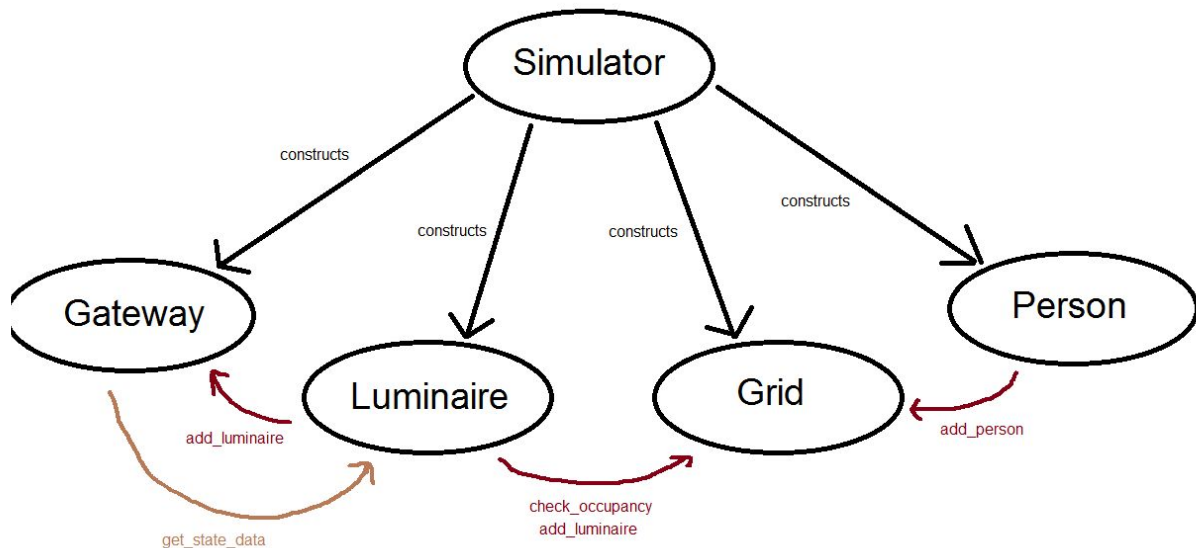 Simulator
constructs
constructs
constructs
constructs
Gateway
Luminaire
Grid
Person
add_luminaire
add_person
check_occupancy
add_luminaire
get_state_data